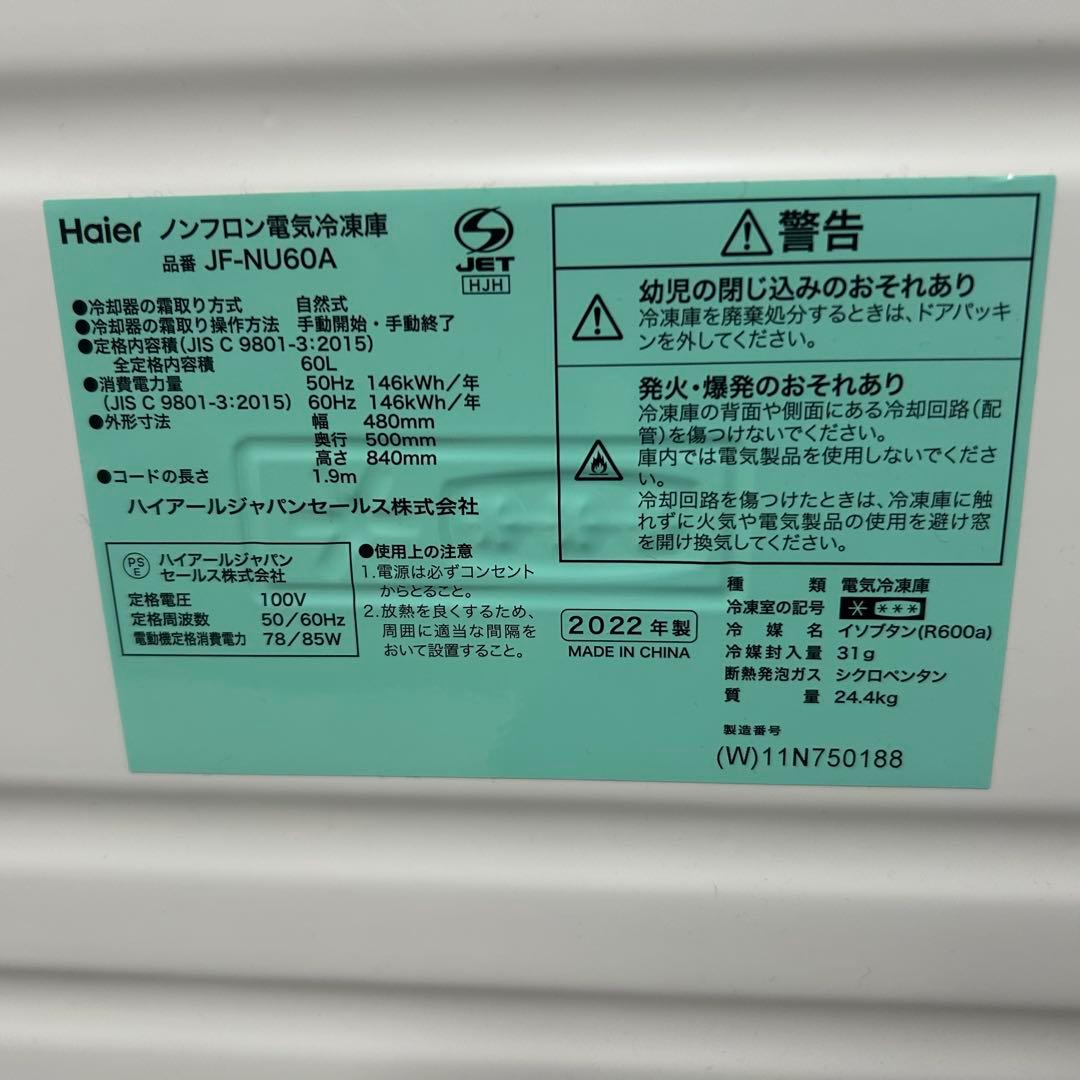 Haier ノンフロン電気冷凍庫
品番 JF-NU60A
JET
HJH
●冷却器の霜取り方式 自然式
●冷却器の霜取り操作方法 手動開始・手動終了
●定格内容積(JIS C 9801-3:2015)
全定格内容積 60L
●消費電力量 50Hz 146kWh/年
(JIS C 9801-3:2015) 60Hz 146kWh/年
●外形寸法 幅 480mm
奥行 500mm
高さ 840mm
●コードの長さ 1.9m
ハイアールジャパンセールス株式会社
PSE ハイアールジャパン
セールス株式会社
定格電圧 100V
定格周波数 50/60Hz
電動機定格消費電力 78/85W
●使用上の注意
1.電源は必ずコンセント
からとること。
2.放熱を良くするため、
周囲に適当な間隔を
おいて設置すること。
警告
幼児の閉じ込みのおそれあり
冷凍庫を廃棄処分するときは、ドアパッキ
ンを外してください。
発火・爆発のおそれあり
冷凍庫の背面や側面にある冷却回路(配
管)を傷つけないでください。
庫内では電気製品を使用しないでくださ
い。
冷却回路を傷つけたときは、冷凍庫に触
れずに火気や電気製品の使用を避け窓
を開け換気してください。
2022年製
MADE IN CHINA
種類 電気冷凍庫
冷凍室の記号 * ***
冷媒名 イソブタン(R600a)
冷媒封入量 31g
断熱発泡ガス シクロペンタン
質量 24.4kg
製造番号
(W)11N750188